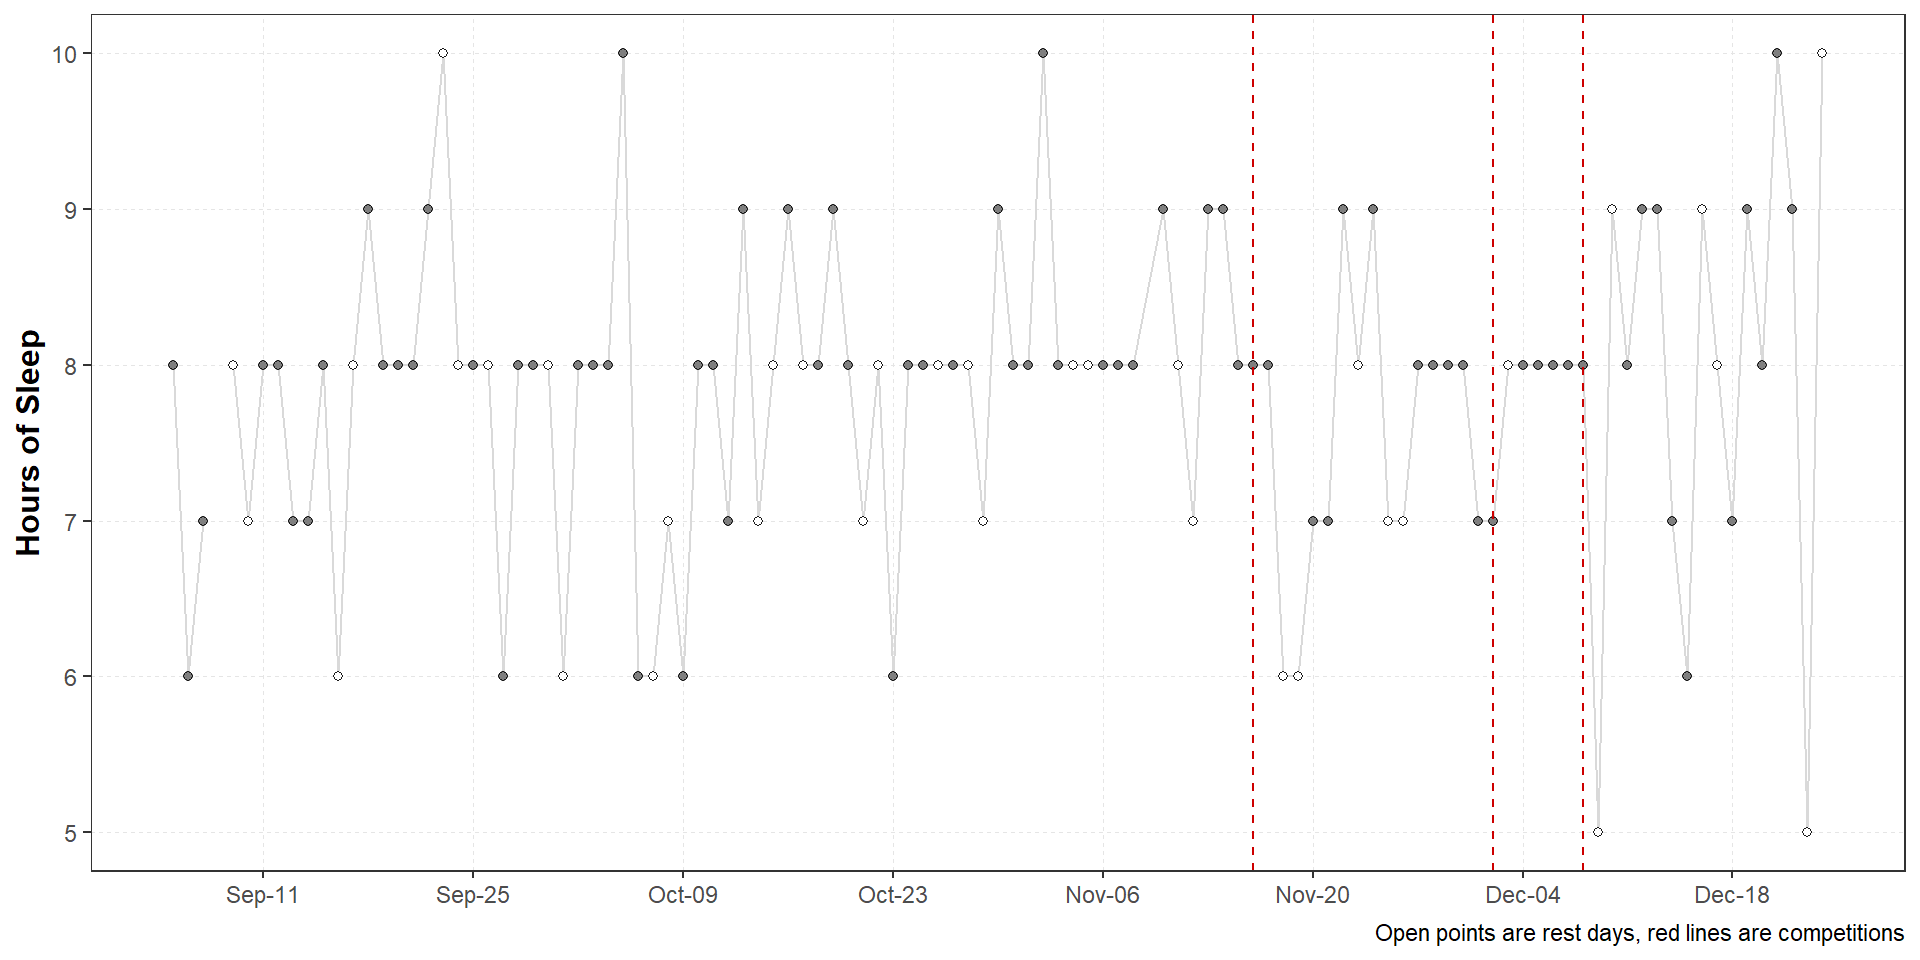 Hours of Sleep
10
9
8
7
6
5
Sep-11 Sep-25 Oct-09 Oct-23 Nov-06 Nov-20 Dec-04 Dec-18
Open points are rest days, red lines are competitions